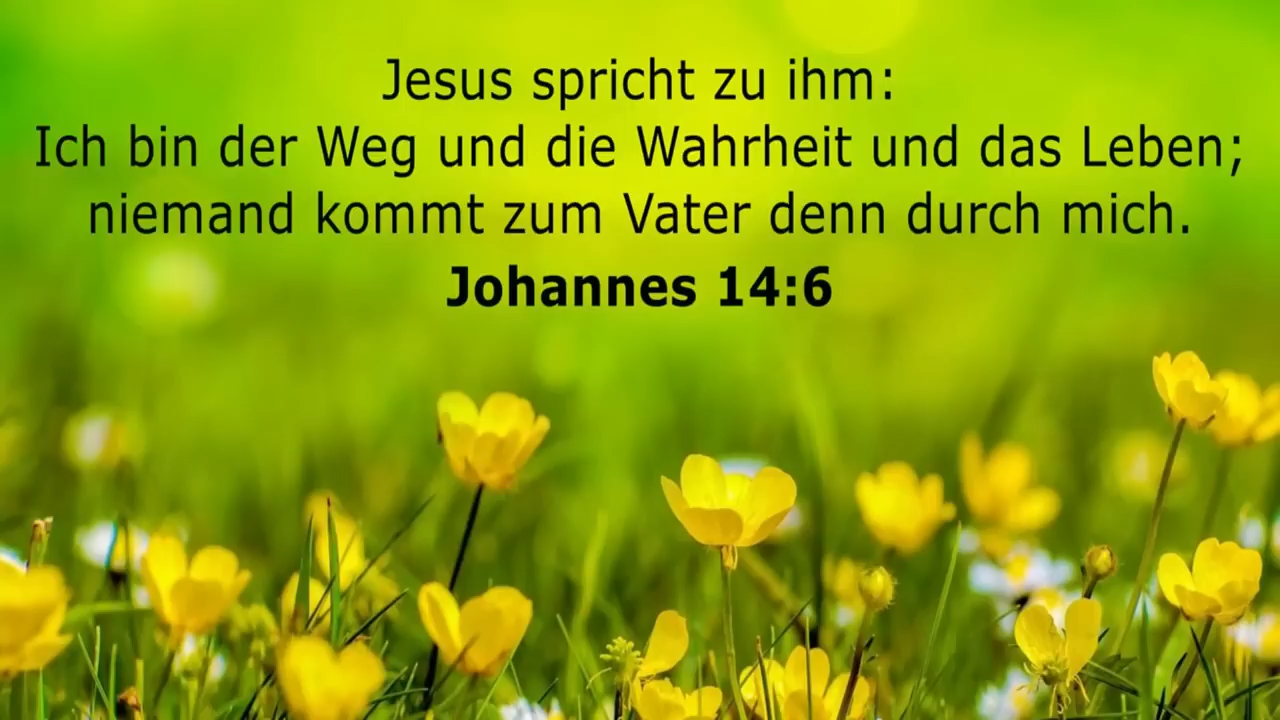 Jesus spricht zu ihm:
Ich bin der Weg und die Wahrheit und das Leben;
niemand kommt zum Vater denn durch mich.
Johannes 14:6